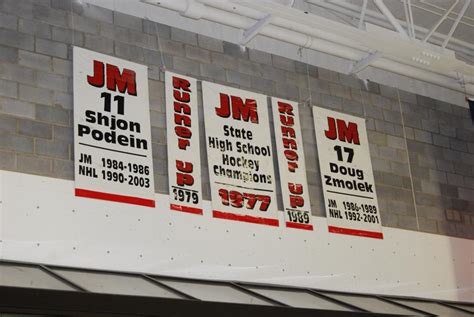 JM
11
Shjon
Podein
JM 1984-1986
NHL 1990-2003
Runner Up
1979
JM
State
High School
Hockey
Champions
1977
Runner Up
1989
JM
17
Doug
Zmolek
JM 1986-1989
NHL 1992-2001